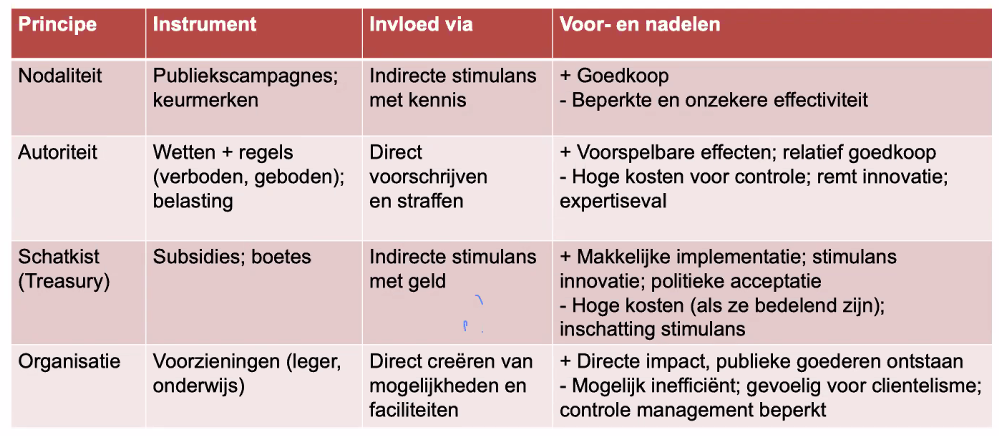 Principe Instrument Invloed via Voor- en nadelen
Nodaliteit Publiekscampagnes; Indirecte stimulans + Goedkoop
keurmerken met kennis - Beperkte en onzekere effectiviteit
Autoriteit Wetten + regels Direct + Voorspelbare effecten; relatief goedkoop
(verboden, geboden); voorschrijven - Hoge kosten voor controle; remt innovatie;
belasting en straffen expertiseval
Schatkist Subsidies; boetes Indirecte stimulans + Makkelijke implementatie; stimulans
(Treasury) met geld innovatie; politieke acceptatie
- Hoge kosten (als ze bedelend zijn);
inschatting stimulans
Organisatie Voorzieningen (leger, Direct creëren van + Directe impact, publieke goederen ontstaan
onderwijs) mogelijkheden en - Mogelijk inefficiënt; gevoelig voor clientelisme;
faciliteiten controle management beperkt